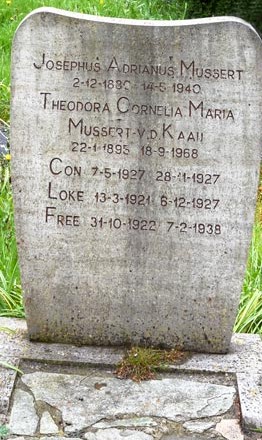 Josephus Adrianus Mussert
2-12-1880 14-5-1940
Theodora Cornelia Maria
Mussert-v.d. Kaaij
22-1-1895 18-9-1968
Con 7-5-1927 28-11-1927
Loke 13-3-1921 6-12-1927
Free 31-10-1922 7-2-1938